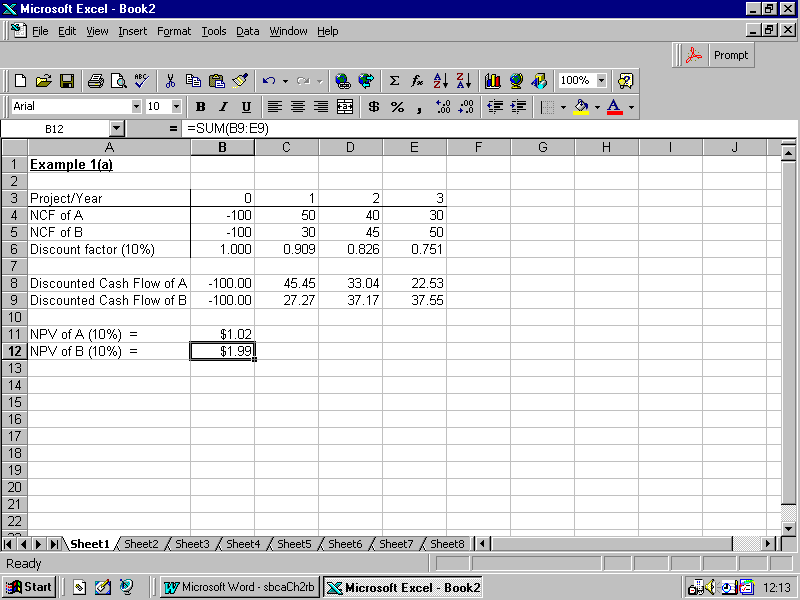 Microsoft Excel - Book2
File Edit View Insert Format Tools Data Window Help
Prompt
100%
Arial 10 B I U $ % ,
B12 = =SUM(B9:E9)
A B C D E F G H I J
1 Example 1(a)
2
3 Project/Year 0 1 2 3
4 NCF of A -100 50 40 30
5 NCF of B -100 30 45 50
6 Discount factor (10%) 1.000 0.909 0.826 0.751
7
8 Discounted Cash Flow of A -100.00 45.45 33.04 22.53
9 Discounted Cash Flow of B -100.00 27.27 37.17 37.55
10
11 NPV of A (10%) = $1.02
12 NPV of B (10%) = $1.99
13
14
15
16
17
18
19
20
21
22
Sheet1 Sheet2 Sheet3 Sheet4 Sheet5 Sheet6 Sheet7 Sheet8
Ready
Start Microsoft Word - sbcaCh2rb Microsoft Excel - Book2 12:13